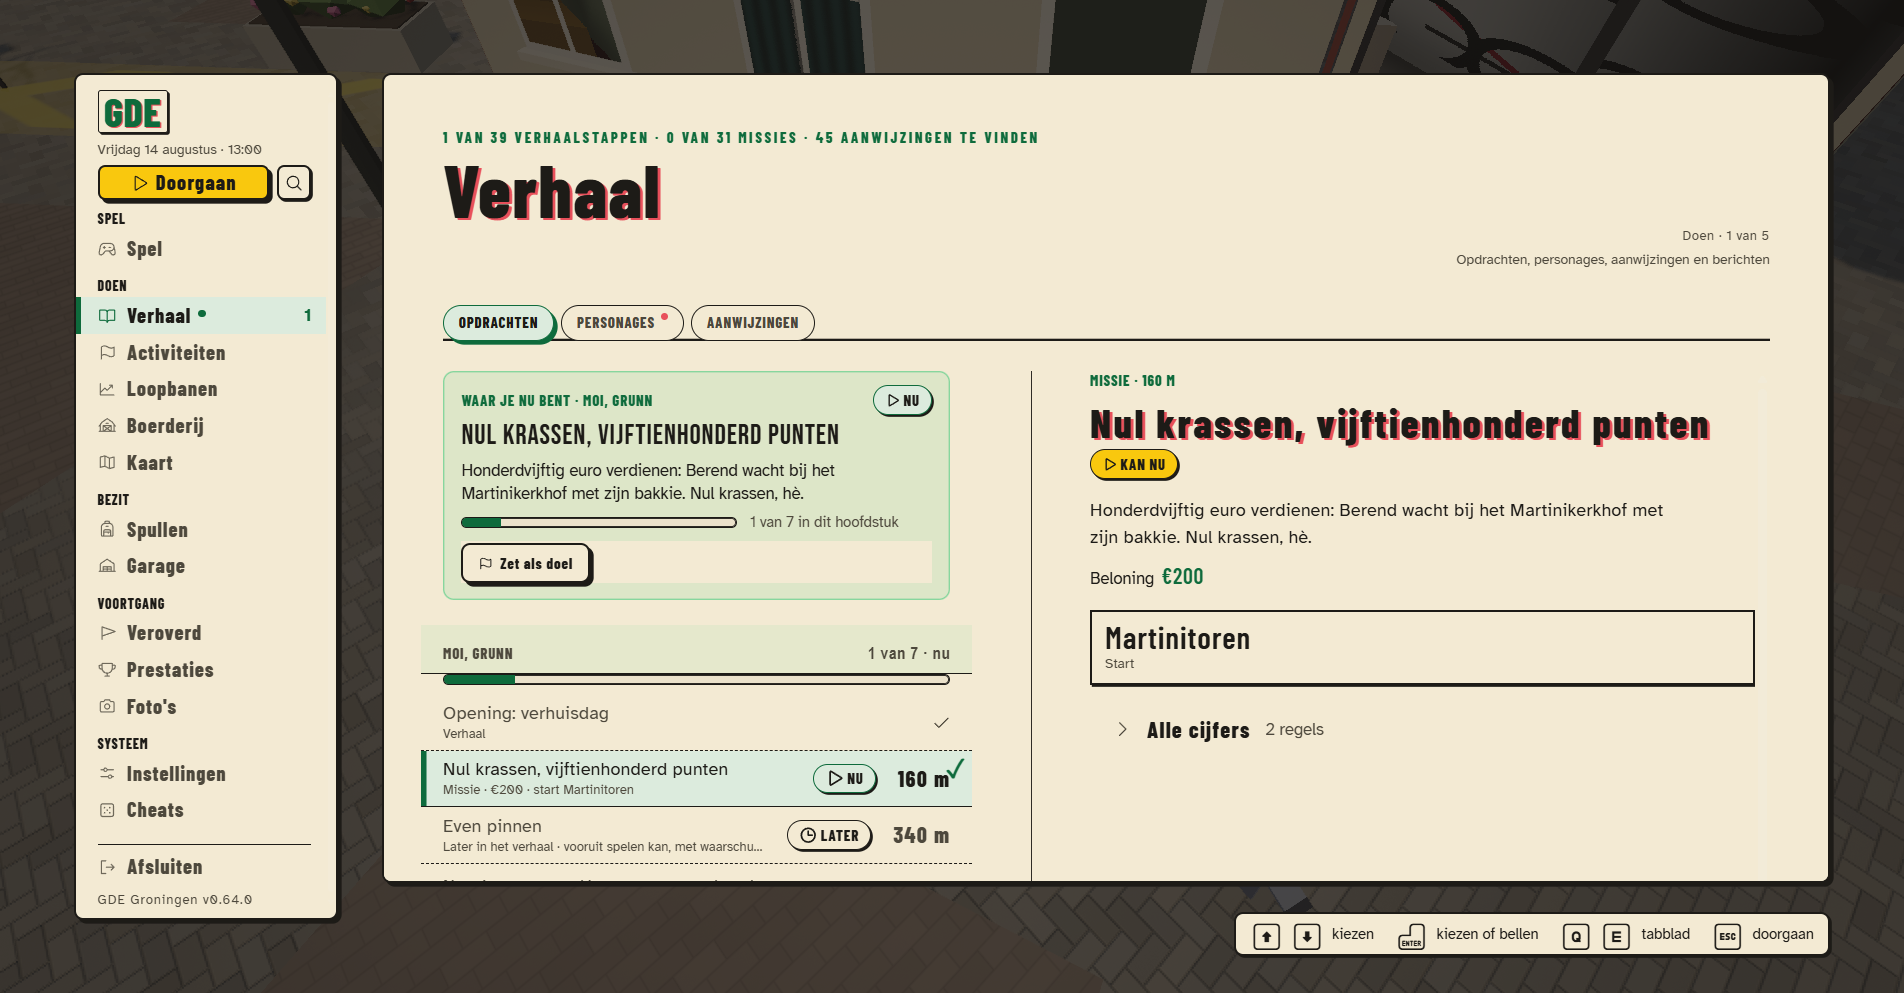 GDE
Vrijdag 14 augustus · 13:00
Doorgaan
SPEL
Spel
DOEN
Verhaal 1
Activiteiten
Loopbanen
Boerderij
Kaart
BEZIT
Spullen
Garage
VOORTGANG
Veroverd
Prestaties
Foto's
SYSTEEM
Instellingen
Cheats
Afsluiten
GDE Groningen v0.64.0
1 VAN 39 VERHAALSTAPPEN · 0 VAN 31 MISSIES · 45 AANWIJZINGEN TE VINDEN
Verhaal
Doen · 1 van 5
Opdrachten, personages, aanwijzingen en berichten
OPDRACHTEN PERSONAGES AANWIJZINGEN
WAAR JE NU BENT · MOI, GRUNN NU
NUL KRASSEN, VIJFTIENHONDERD PUNTEN
Honderdvijftig euro verdienen: Berend wacht bij het
Martinikerkhof met zijn bakkie. Nul krassen, hè.
1 van 7 in dit hoofdstuk
Zet als doel
MOI, GRUNN 1 van 7 · nu
Opening: verhuisdag
Verhaal
Nul krassen, vijftienhonderd punten
Missie · €200 · start Martinitoren
NU 160 m
Even pinnen
Later in het verhaal · vooruit spelen kan, met waarschu...
LATER 340 m
MISSIE · 160 M
Nul krassen, vijftienhonderd punten
KAN NU
Honderdvijftig euro verdienen: Berend wacht bij het Martinikerkhof met
zijn bakkie. Nul krassen, hè.
Beloning €200
Martinitoren
Start
Alle cijfers 2 regels
kiezen ENTER kiezen of bellen Q E tabblad ESC doorgaan